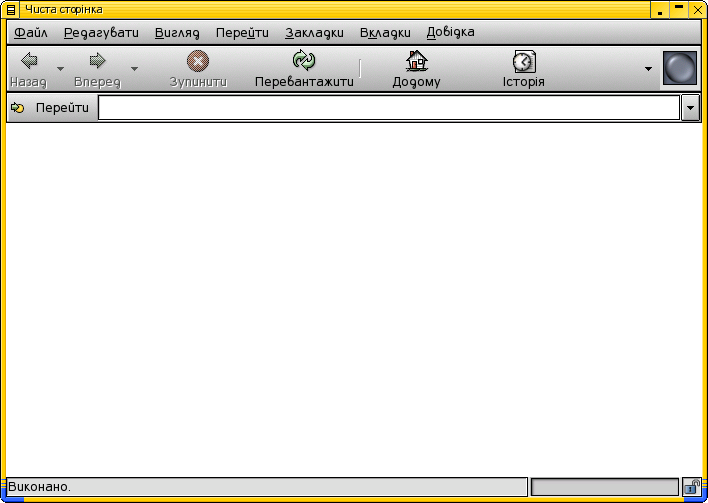 Чиста сторінка
Файл Редагувати Вигляд Перейти Закладки Вкладки Довідка
Назад Вперед Зупинити Перевантажити Додому Історія
Перейти
Виконано.